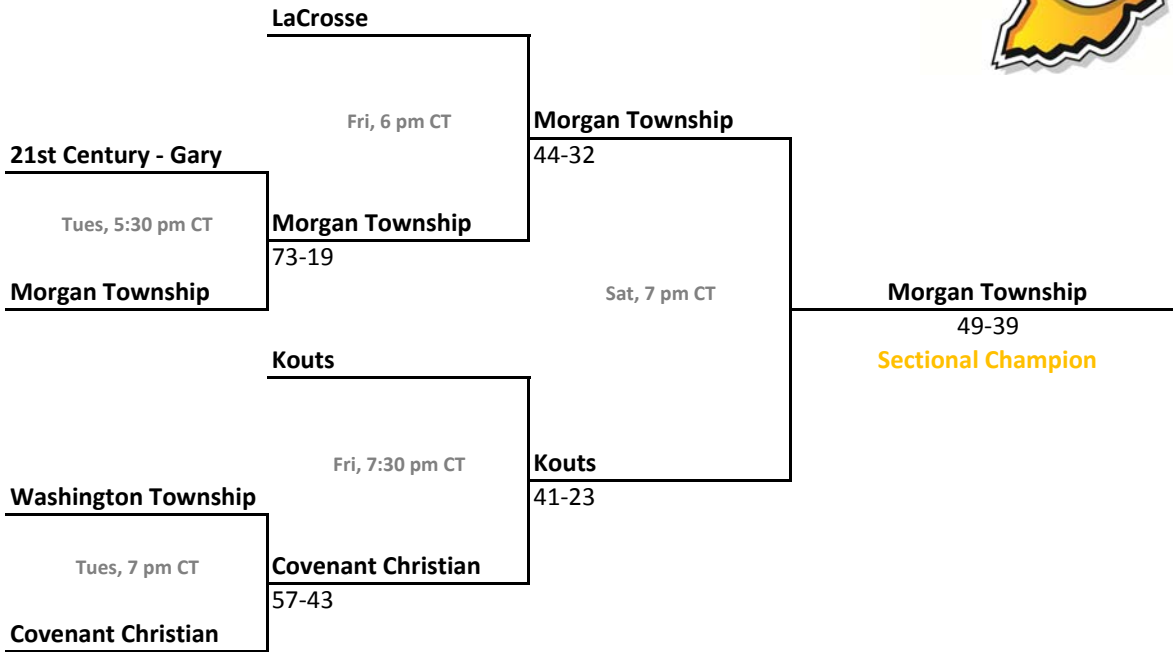 LaCrosse
Fri, 6 pm CT
Morgan Township
21st Century - Gary
44-32
Tues, 5:30 pm CT
Morgan Township
73-19
Morgan Township
Sat, 7 pm CT
Morgan Township
49-39
Kouts
Sectional Champion
Fri, 7:30 pm CT
Kouts
Washington Township
41-23
Tues, 7 pm CT
Covenant Christian
57-43
Covenant Christian